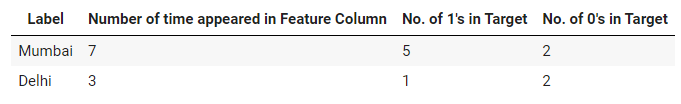 Label Number of time appeared in Feature Column No. of 1's in Target No. of 0's in Target
Mumbai 7 5 2
Delhi 3 1 2